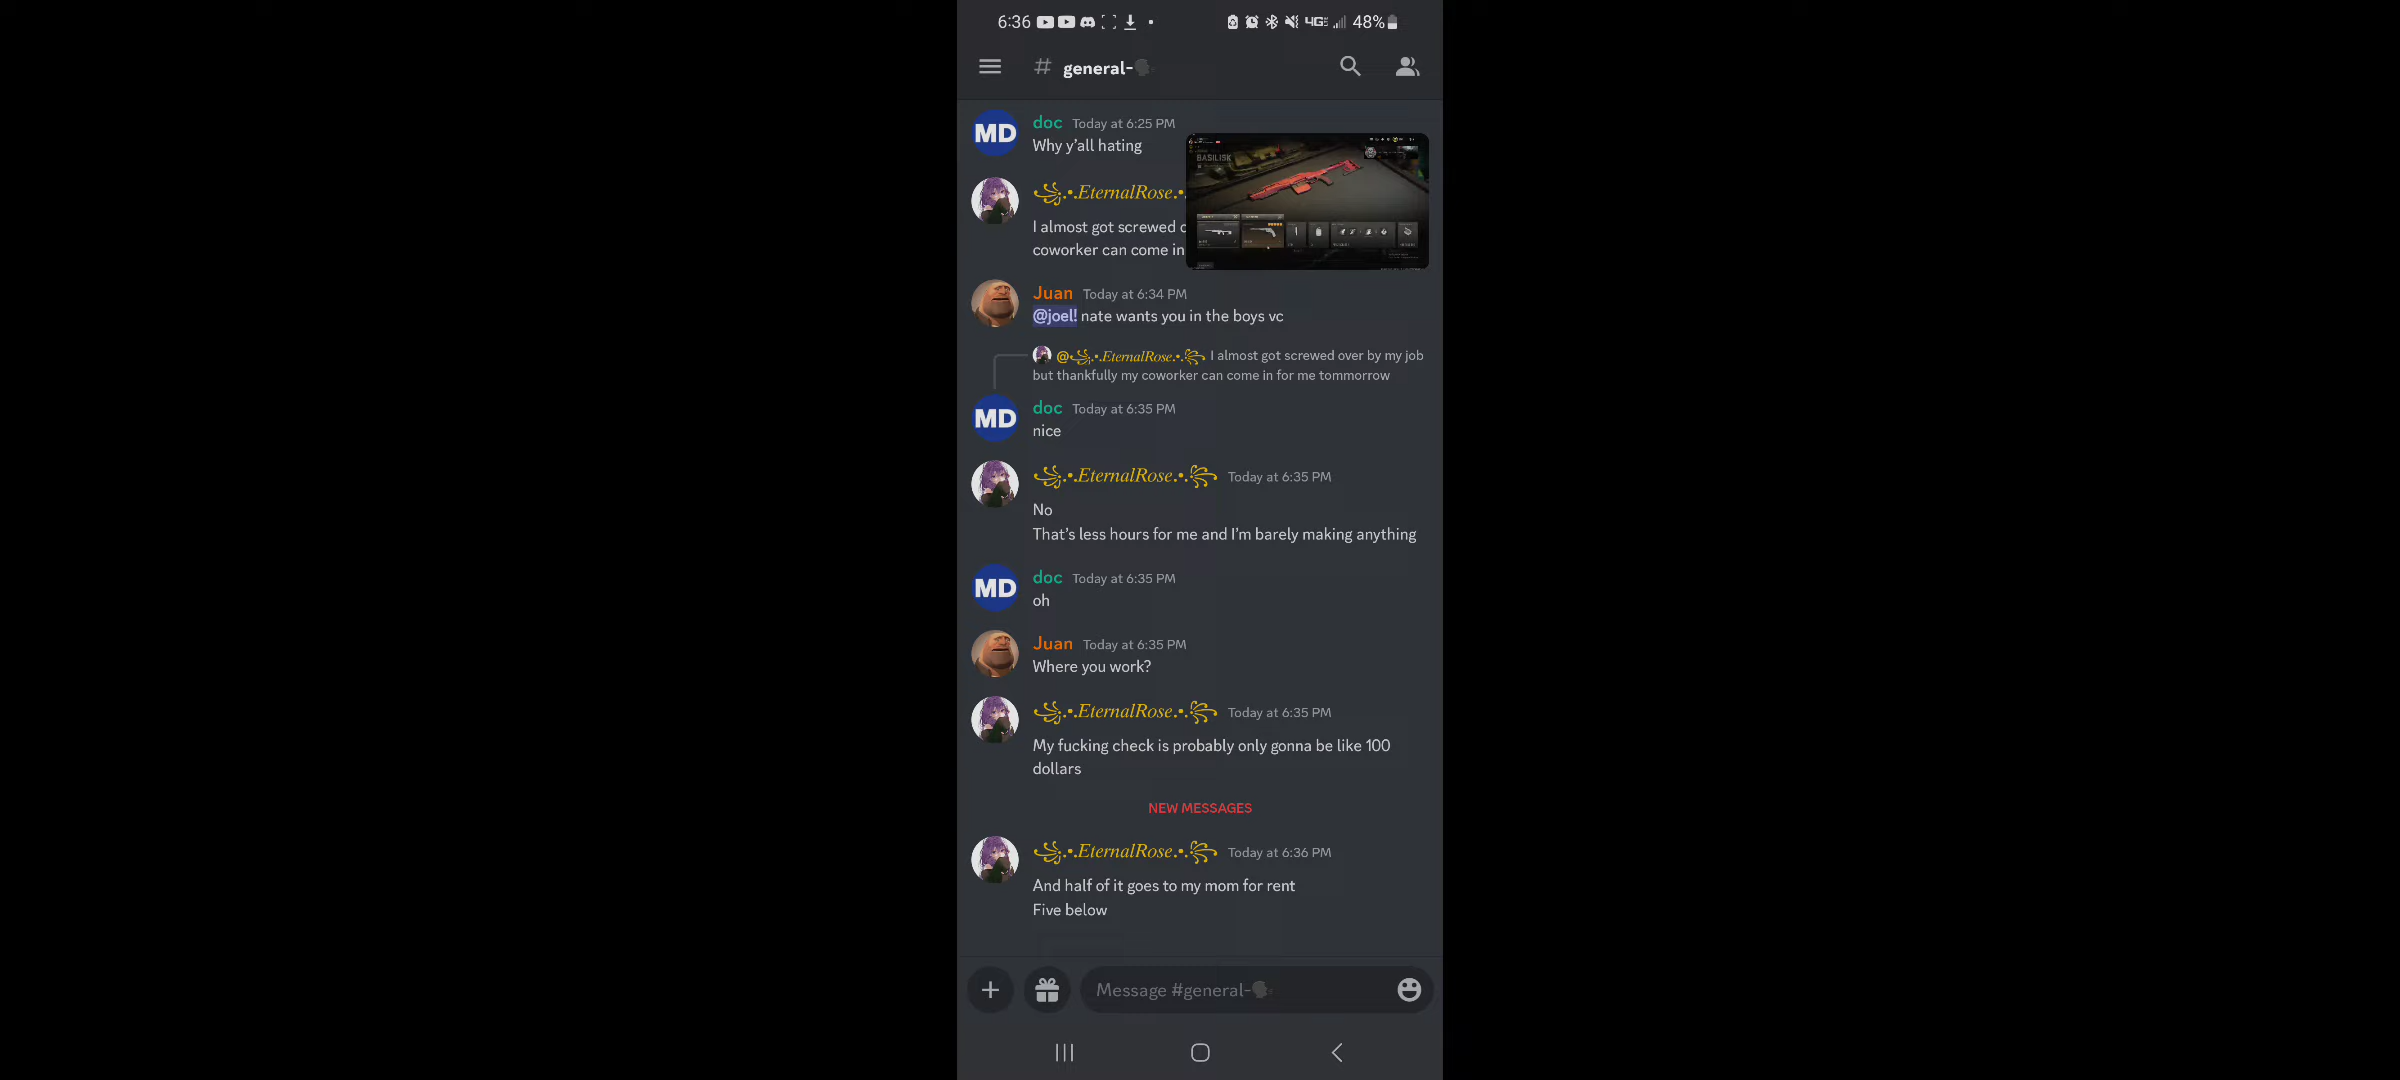 6:36 4G 48%
# general-
doc Today at 6:25 PM
MD
Why y'all hating
BASILISK
꧁.•.EternalRose.•.
I almost got screwed
coworker can come in
Juan Today at 6:34 PM
@joel! nate wants you in the boys vc
@꧁.•.EternalRose.•.꧂ I almost got screwed over by my job
but thankfully my coworker can come in for me tommorrow
doc Today at 6:35 PM
MD
nice
꧁.•.EternalRose.•.꧂ Today at 6:35 PM
No
That's less hours for me and I'm barely making anything
doc Today at 6:35 PM
MD
oh
Juan Today at 6:35 PM
Where you work?
꧁.•.EternalRose.•.꧂ Today at 6:35 PM
My fucking check is probably only gonna be like 100
dollars
NEW MESSAGES
꧁.•.EternalRose.•.꧂ Today at 6:36 PM
And half of it goes to my mom for rent
Five below
Message #general-